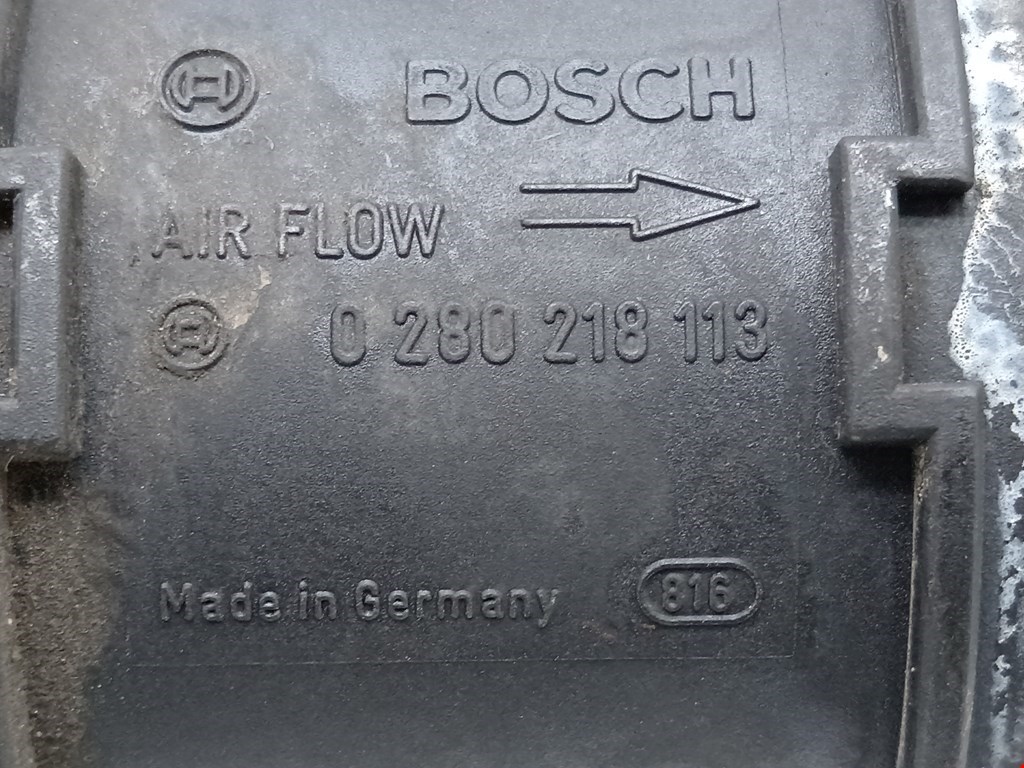 BOSCH
AIR FLOW
0 280 218 113
Made in Germany 816